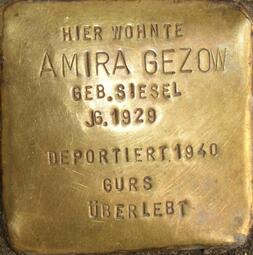 HIER WOHNTE
AMIRA GEZOW
GEB. SIESEL
JG. 1929
DEPORTIERT 1940
GURS
ÜBERLEBT